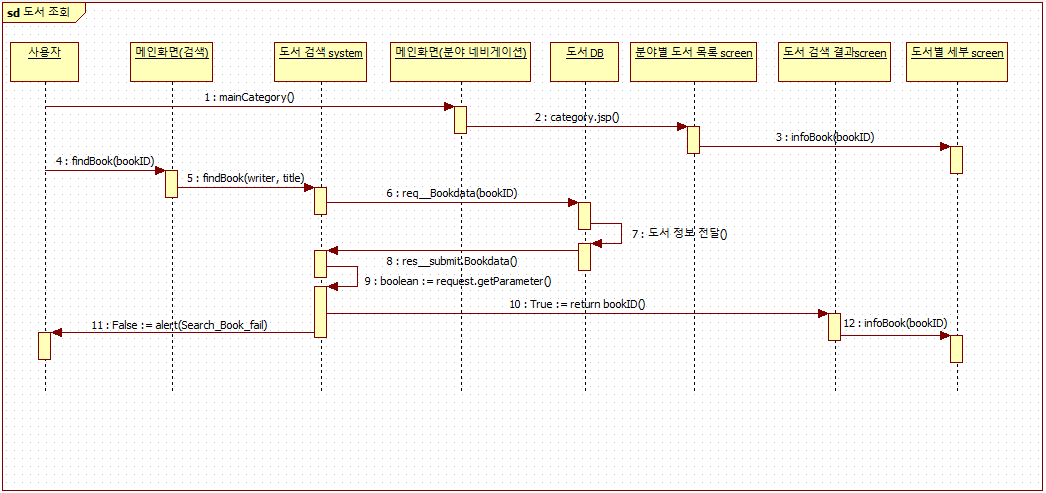 sd 도서 조회
사용자
메인화면(검색)
도서 검색 system
메인화면(분야 네비게이션)
도서 DB
분야별 도서 목록 screen
도서 검색 결과screen
도서별 세부 screen
1 : mainCategory()
2 : category.jsp()
3 : infoBook(bookID)
4 : findBook(bookID)
5 : findBook(writer, title)
6 : req__Bookdata(bookID)
7 : 도서 정보 전달()
8 : res__submit.Bookdata()
9 : boolean := request.getParameter()
10 : True := return bookID()
11 : False := alert(Search_Book_fail)
12 : infoBook(bookID)